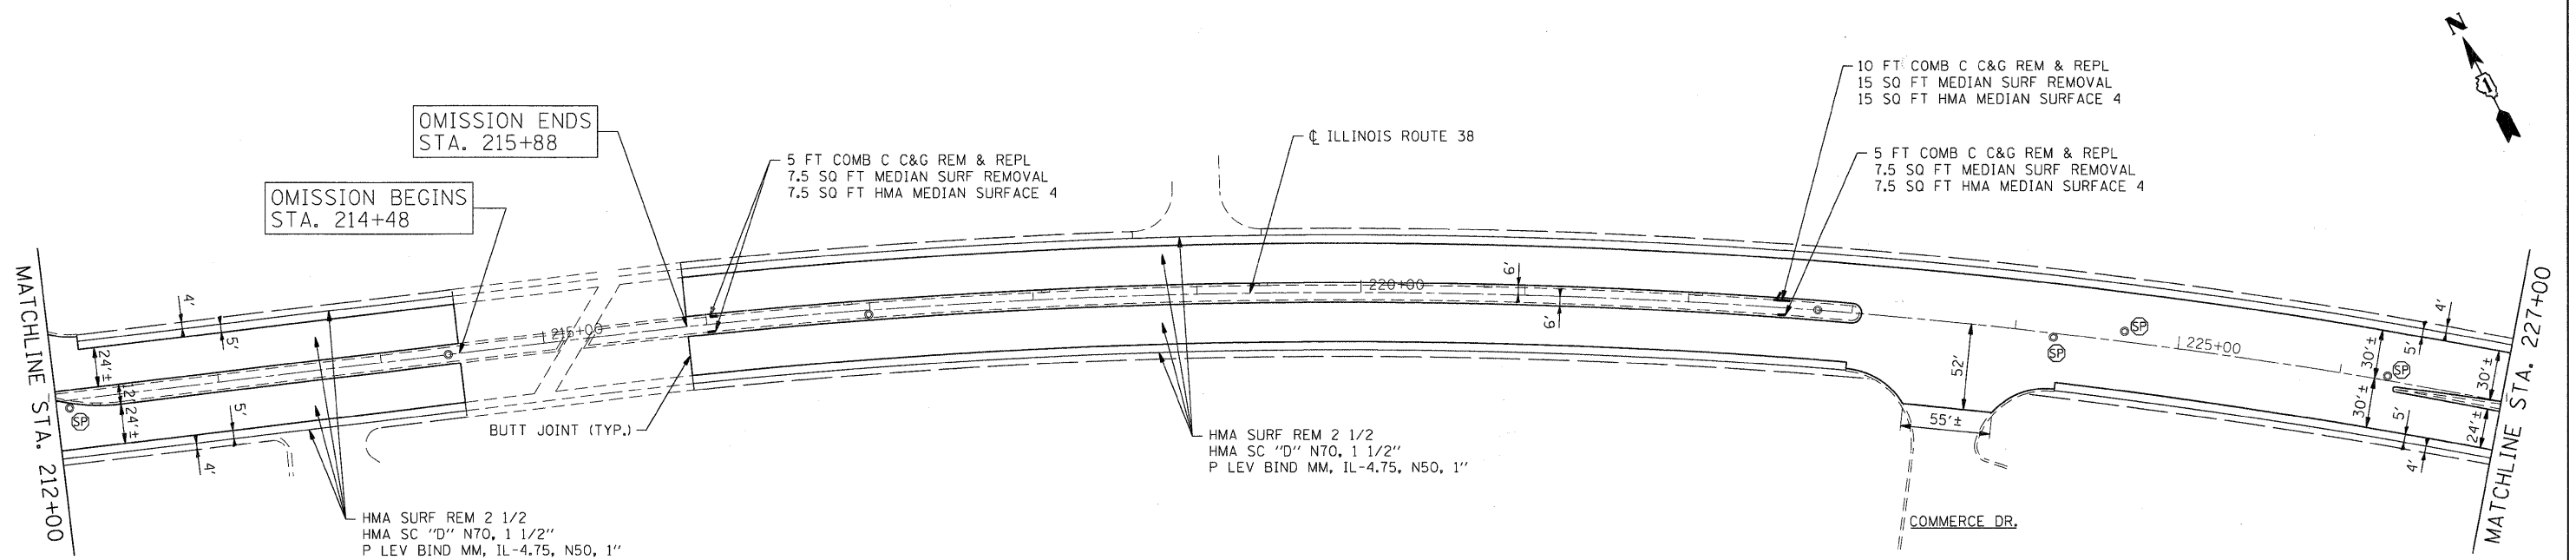 N
10 FT COMB C C&G REM & REPL
15 SQ FT MEDIAN SURF REMOVAL
15 SQ FT HMA MEDIAN SURFACE 4
OMISSION ENDS
STA. 215+88
℄ ILLINOIS ROUTE 38
5 FT COMB C C&G REM & REPL
7.5 SQ FT MEDIAN SURF REMOVAL
7.5 SQ FT HMA MEDIAN SURFACE 4
5 FT COMB C C&G REM & REPL
7.5 SQ FT MEDIAN SURF REMOVAL
7.5 SQ FT HMA MEDIAN SURFACE 4
OMISSION BEGINS
STA. 214+48
MATCHLINE STA. 212+00
4'
5'
24'±
2'
24'±
5'
4'
SP
215+00
220+00
6'
6'
52'
55'±
SP
SP
225+00
30'±
30'±
5'
4'
SP
30'±
24'±
5'
4'
MATCHLINE STA. 227+00
BUTT JOINT (TYP.)
HMA SURF REM 2 1/2
HMA SC "D" N70, 1 1/2"
P LEV BIND MM, IL-4.75, N50, 1"
HMA SURF REM 2 1/2
HMA SC "D" N70, 1 1/2"
P LEV BIND MM, IL-4.75, N50, 1"
COMMERCE DR.